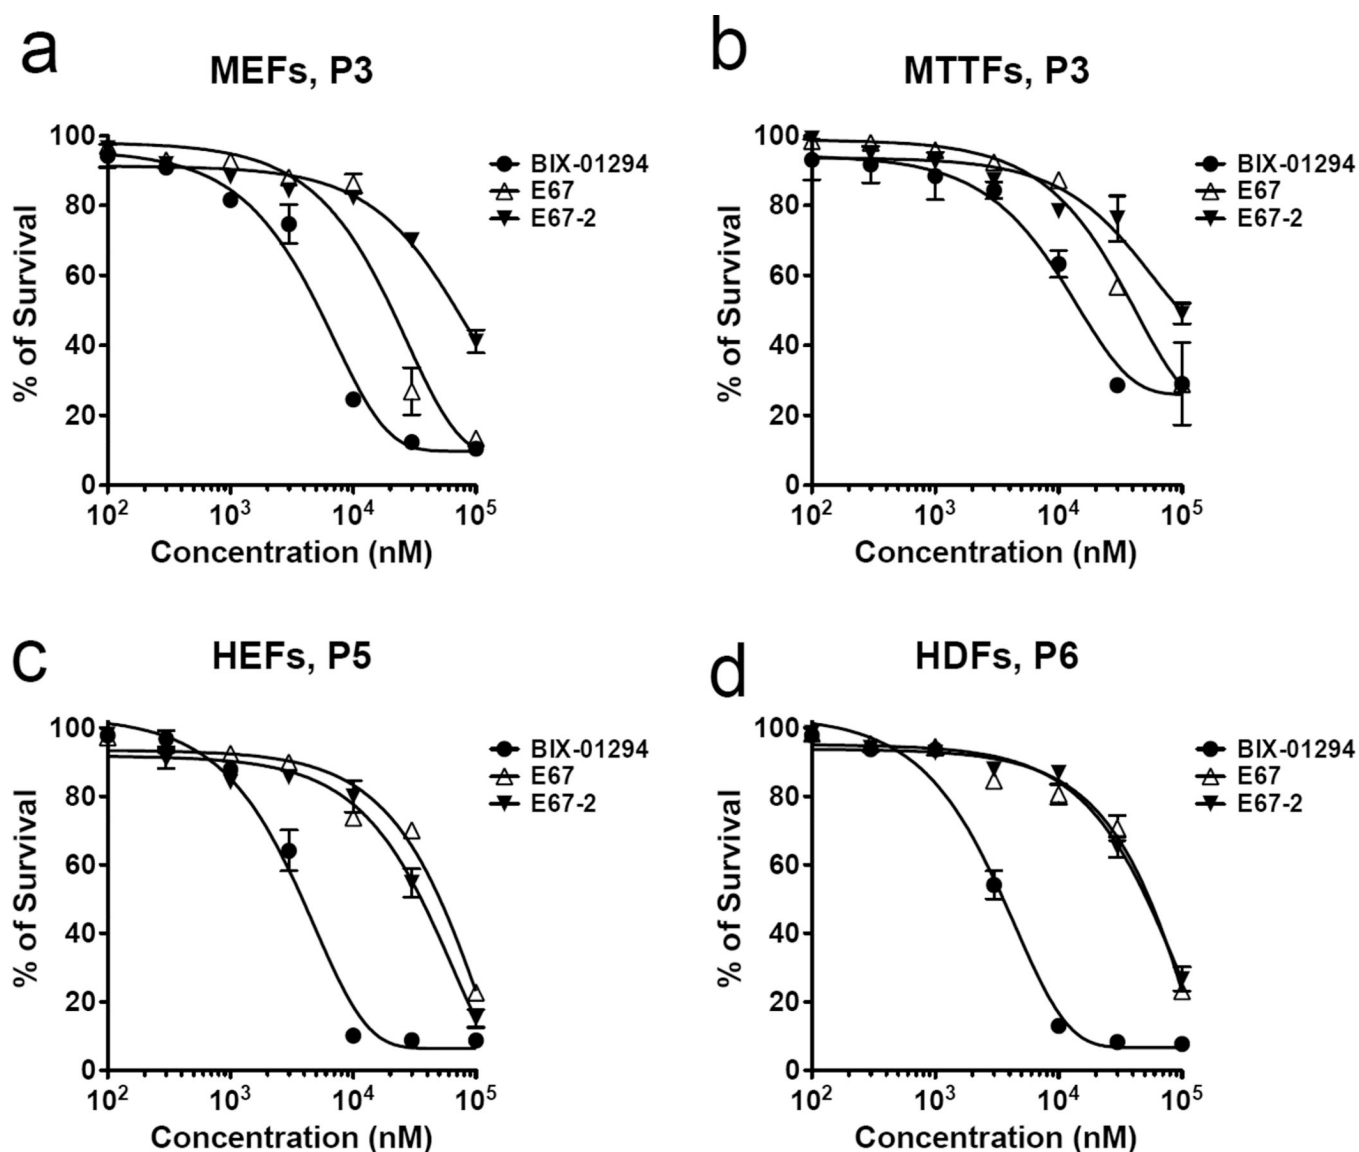 a
MEFs, P3
100
80
60
40
20
0
% of Survival
10² 10³ 10⁴ 10⁵
Concentration (nM)
BIX-01294
E67
E67-2
b
MTTFs, P3
100
80
60
40
20
0
% of Survival
10² 10³ 10⁴ 10⁵
Concentration (nM)
BIX-01294
E67
E67-2
c
HEFs, P5
100
80
60
40
20
0
% of Survival
10² 10³ 10⁴ 10⁵
Concentration (nM)
BIX-01294
E67
E67-2
d
HDFs, P6
100
80
60
40
20
0
% of Survival
10² 10³ 10⁴ 10⁵
Concentration (nM)
BIX-01294
E67
E67-2